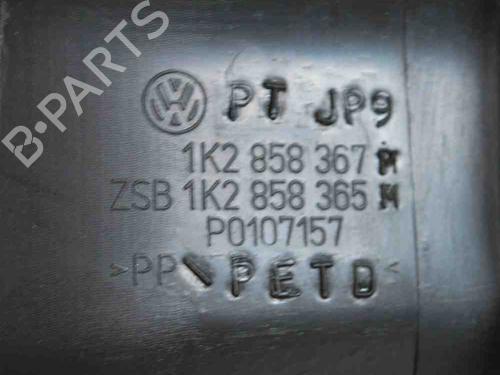 B-PARTS
PT JP9
1K2 858 367
ZSB 1K2 858 365 M
P0107157
>PP PETD<